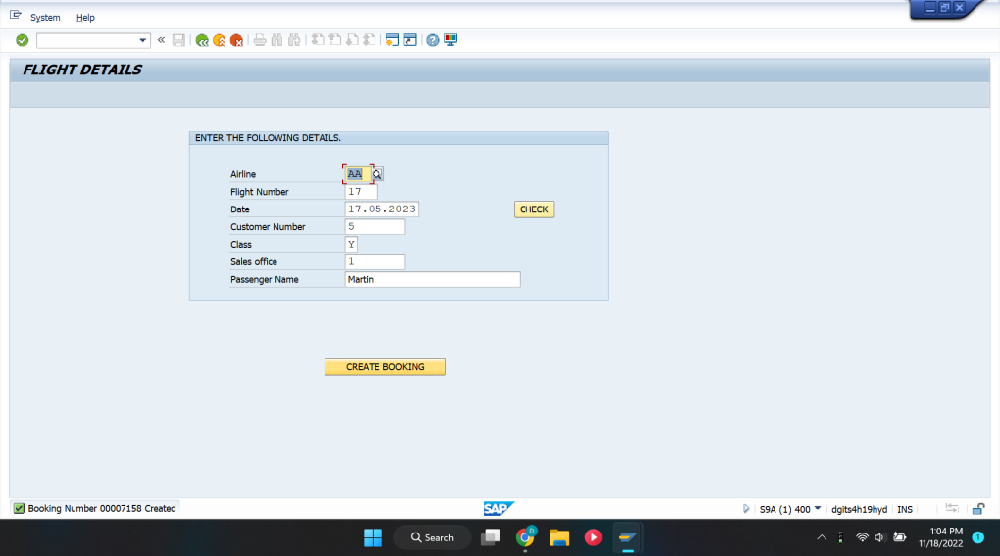 System Help
FLIGHT DETAILS
ENTER THE FOLLOWING DETAILS.
Airline AA
Flight Number 17
Date 17.05.2023 CHECK
Customer Number 5
Class Y
Sales office 1
Passenger Name Martin
CREATE BOOKING
Booking Number 00007158 Created SAP S9A (1) 400 dgits4h19hyd INS
Search D 1:04 PM
11/18/2022 1